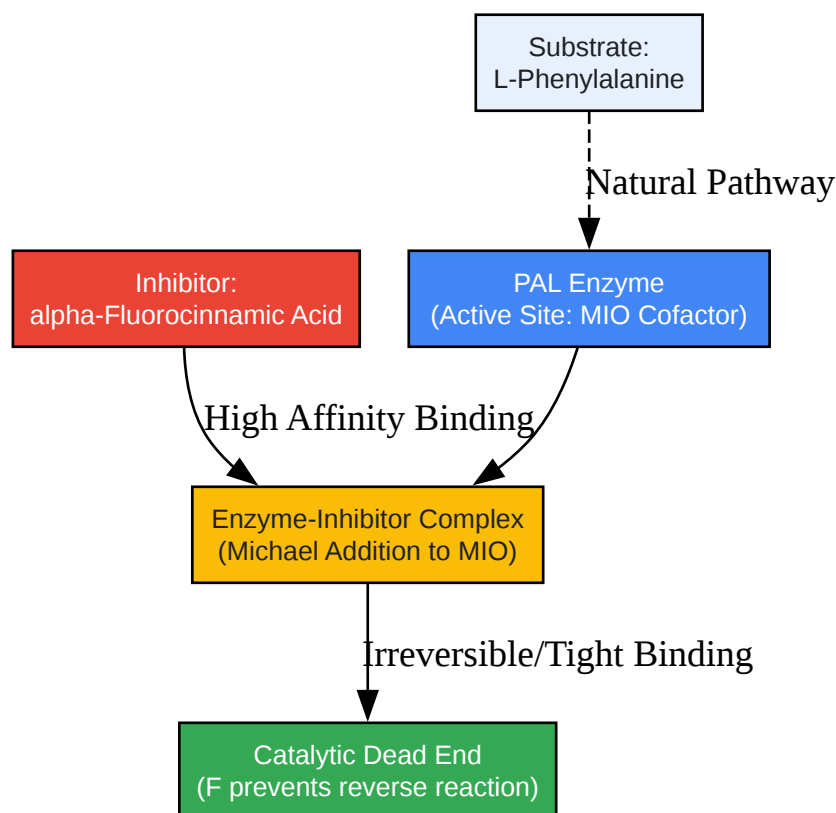 Substrate:
L-Phenylalanine
Natural Pathway
Inhibitor:
alpha-Fluorocinnamic Acid
PAL Enzyme
(Active Site: MIO Cofactor)
High Affinity Binding
Enzyme-Inhibitor Complex
(Michael Addition to MIO)
Irreversible/Tight Binding
Catalytic Dead End
(F prevents reverse reaction)